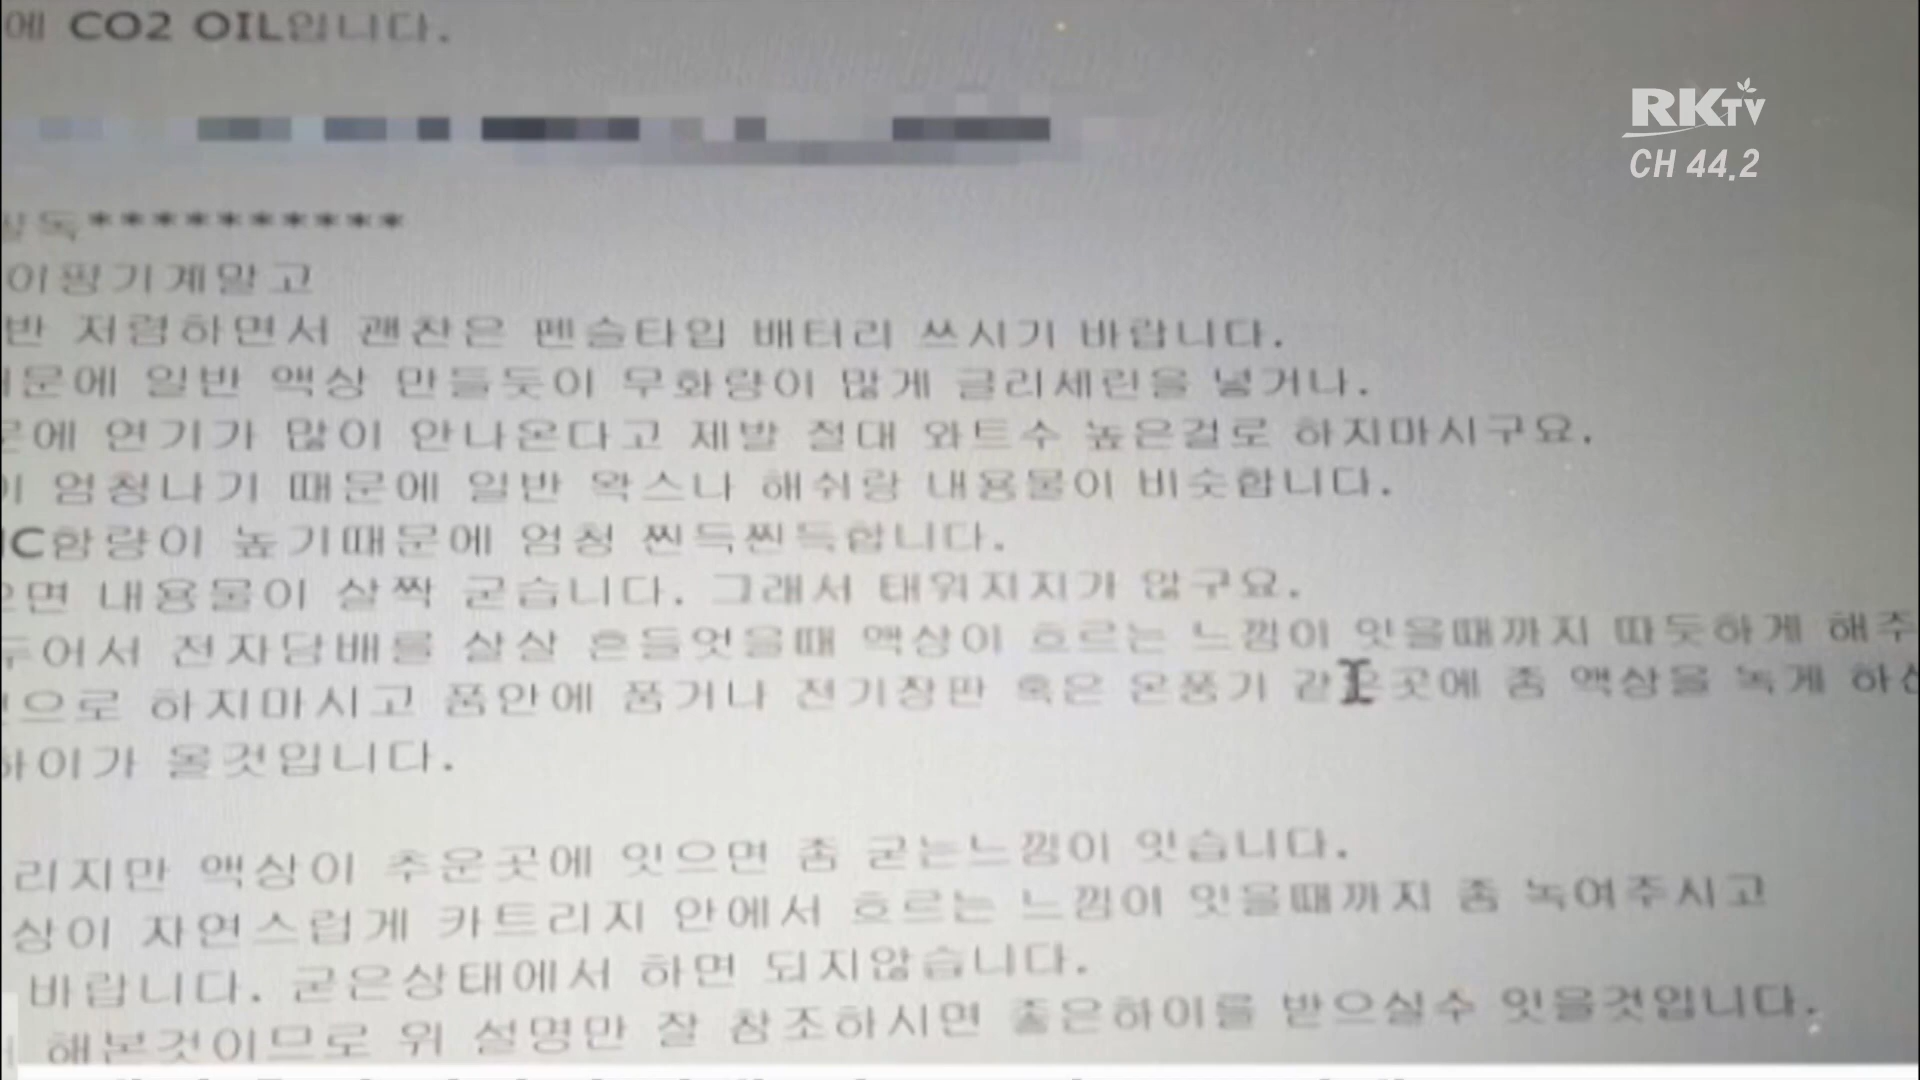 에 CO2 OIL입니다.
RKTV
CH 44.2
필독**********
이핑기계말고
반 저렴하면서 괜찬은 펜슬타입 배터리 쓰시기 바랍니다.
문에 일반 액상 만들듯이 무화량이 많게 글리세린을 넣거나.
문에 연기가 많이 안나온다고 제발 절대 와트수 높은걸로 하지마시구요.
이 엄청나기 때문에 일반 왁스나 해쉬랑 내용물이 비슷합니다.
HC함량이 높기때문에 엄청 찐득찐득합니다.
으면 내용물이 살짝 굳습니다. 그래서 태워지지가 않구요.
두어서 전자담배를 살살 흔들엇을때 액상이 흐르는 느낌이 잇을때까지 따듯하게 해주
으로 하지마시고 품안에 품거나 전기장판 혹은 온풍기 같은곳에 좀 액상을 녹게 하신
하이가 올것입니다.
리지만 액상이 추운곳에 잇으면 좀 굳는느낌이 잇습니다.
상이 자연스럽게 카트리지 안에서 흐르는 느낌이 잇을때까지 좀 녹여주시고
바랍니다. 굳은상태에서 하면 되지않습니다.
해본것이므로 위 설명만 잘 참조하시면 좋은하이를 받으실수 잇을것입니다.